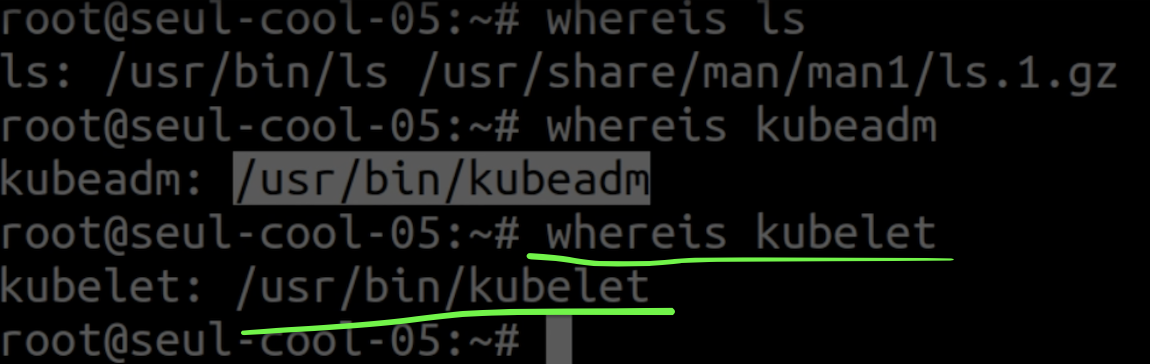 root@seul-cool-05:~# whereis ls
ls: /usr/bin/ls /usr/share/man/man1/ls.1.gz
root@seul-cool-05:~# whereis kubeadm
kubeadm: /usr/bin/kubeadm
root@seul-cool-05:~# whereis kubelet
kubelet: /usr/bin/kubelet
root@seul-cool-05:~#